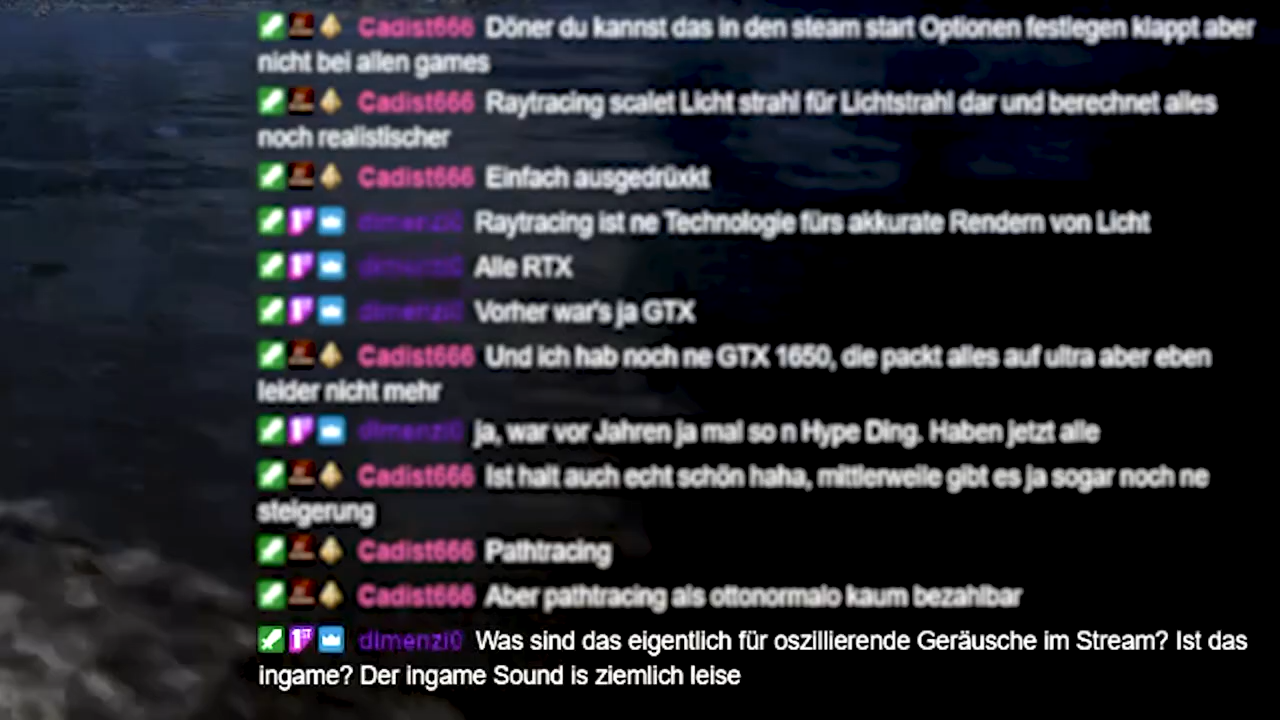 Cadist666 Döner du kannst das in den steam start Optionen festlegen klappt aber
nicht bei allen games
Cadist666 Raytracing scalet Licht strahl für Lichtstrahl dar und berechnet alles
noch realistischer
Cadist666 Einfach ausgedrüxkt
dimenzi0 Raytracing ist ne Technologie fürs akkurate Rendern von Licht
dimenzi0 Alle RTX
dimenzi0 Vorher war's ja GTX
Cadist666 Und ich hab noch ne GTX 1650, die packt alles auf ultra aber eben
leider nicht mehr
dimenzi0 ja, war vor Jahren ja mal so n Hype Ding. Haben jetzt alle
Cadist666 Ist halt auch echt schön haha, mittlerweile gibt es ja sogar noch ne
steigerung
Cadist666 Pathtracing
Cadist666 Aber pathtracing als ottonormalo kaum bezahlbar
dimenzi0 Was sind das eigentlich für oszillierende Geräusche im Stream? Ist das
ingame? Der ingame Sound is ziemlich leise